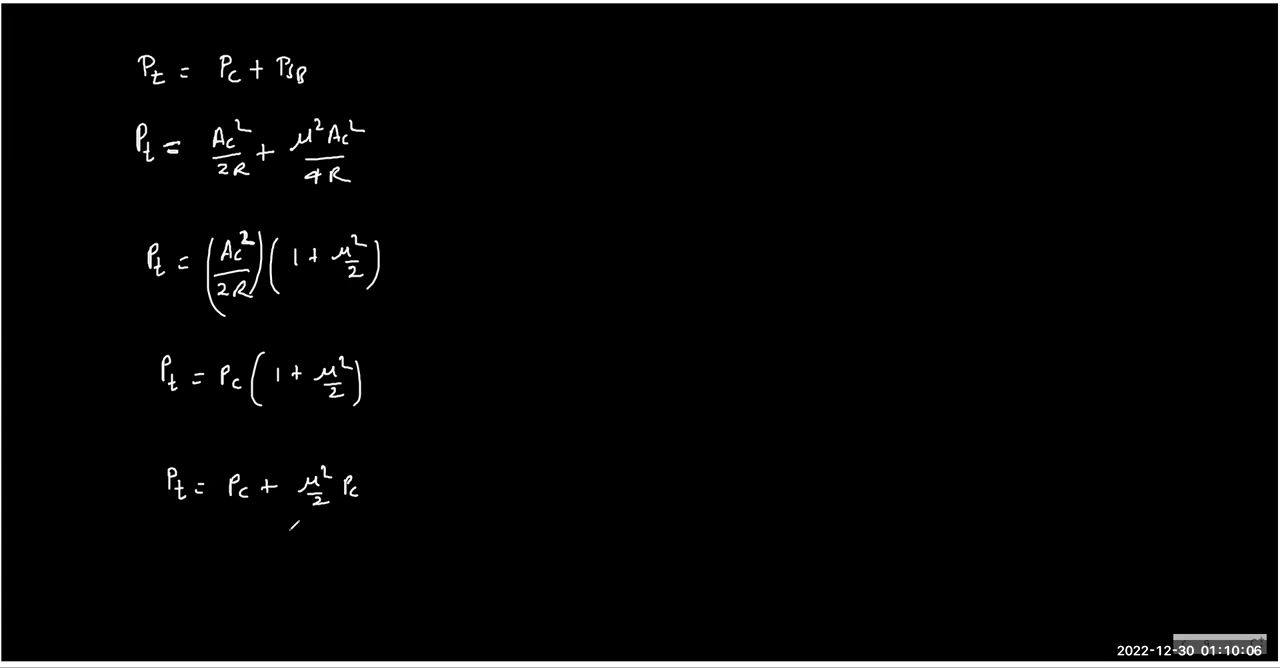 Pt = Pc + PSB
Pt = Ac²/2R + μ²Ac²/4R
Pt = (Ac²/2R)(1 + μ²/2)
Pt = Pc(1 + μ²/2)
Pt = Pc + μ²/2 Pc
2022-12-30 01:10:06